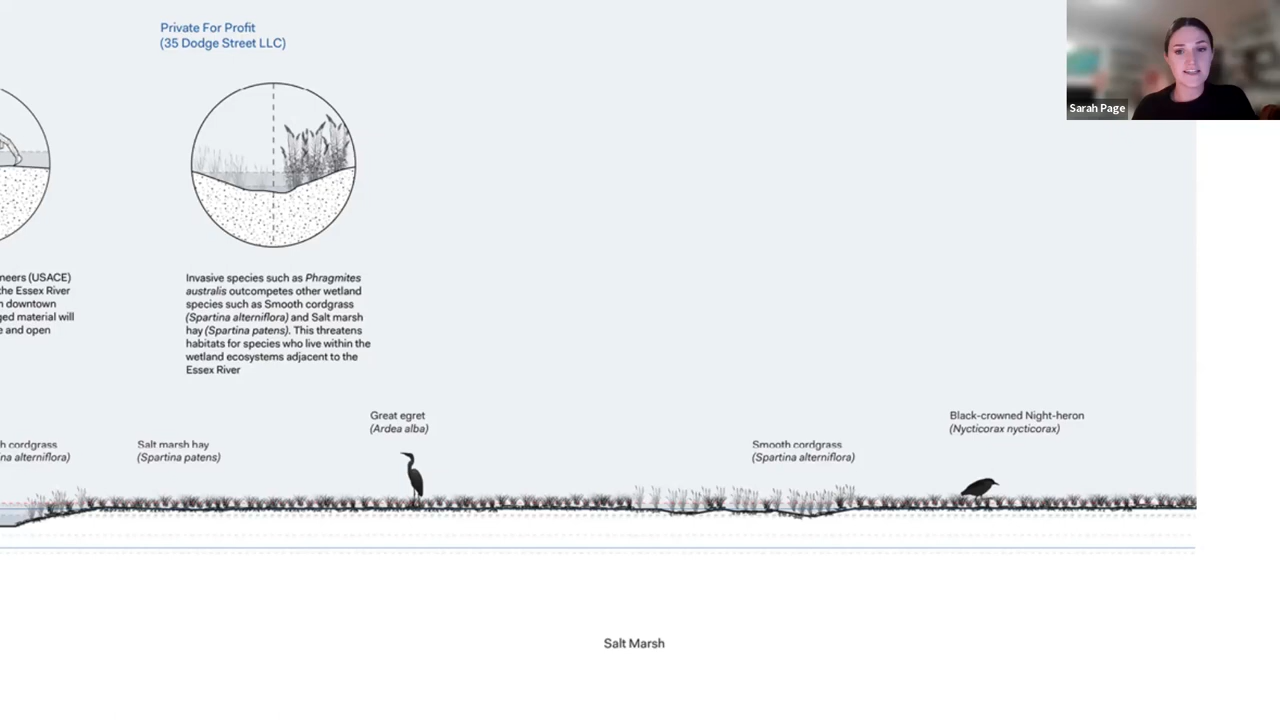 Private For Profit
(35 Dodge Street LLC)
Sarah Page
neers (USACE)
the Essex River
n downtown
ged material will
e and open
Invasive species such as Phragmites
australis outcompetes other wetland
species such as Smooth cordgrass
(Spartina alterniflora) and Salt marsh
hay (Spartina patens). This threatens
habitats for species who live within the
wetland ecosystems adjacent to the
Essex River
Great egret
(Ardea alba)
Black-crowned Night-heron
(Nycticorax nycticorax)
h cordgrass
na alterniflora)
Salt marsh hay
(Spartina patens)
Smooth cordgrass
(Spartina alterniflora)
Salt Marsh